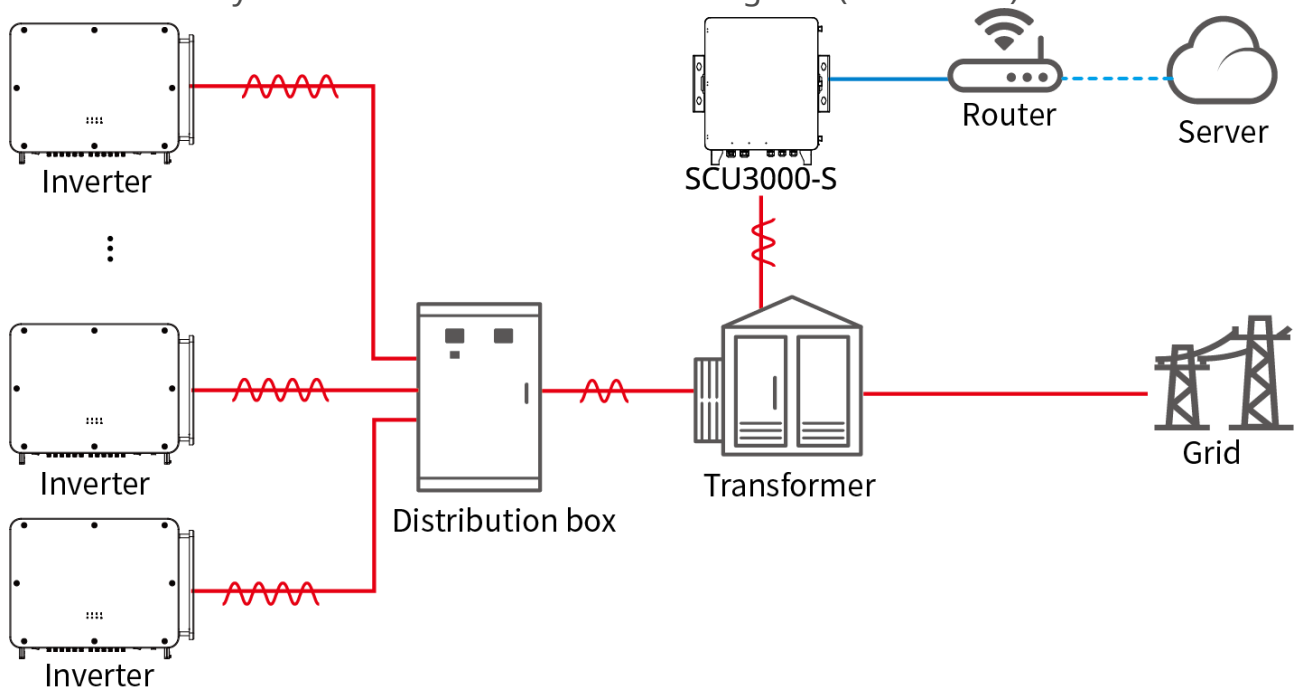 Router
Server
Inverter
SCU3000-S
Grid
Inverter
Transformer
Distribution box
Inverter